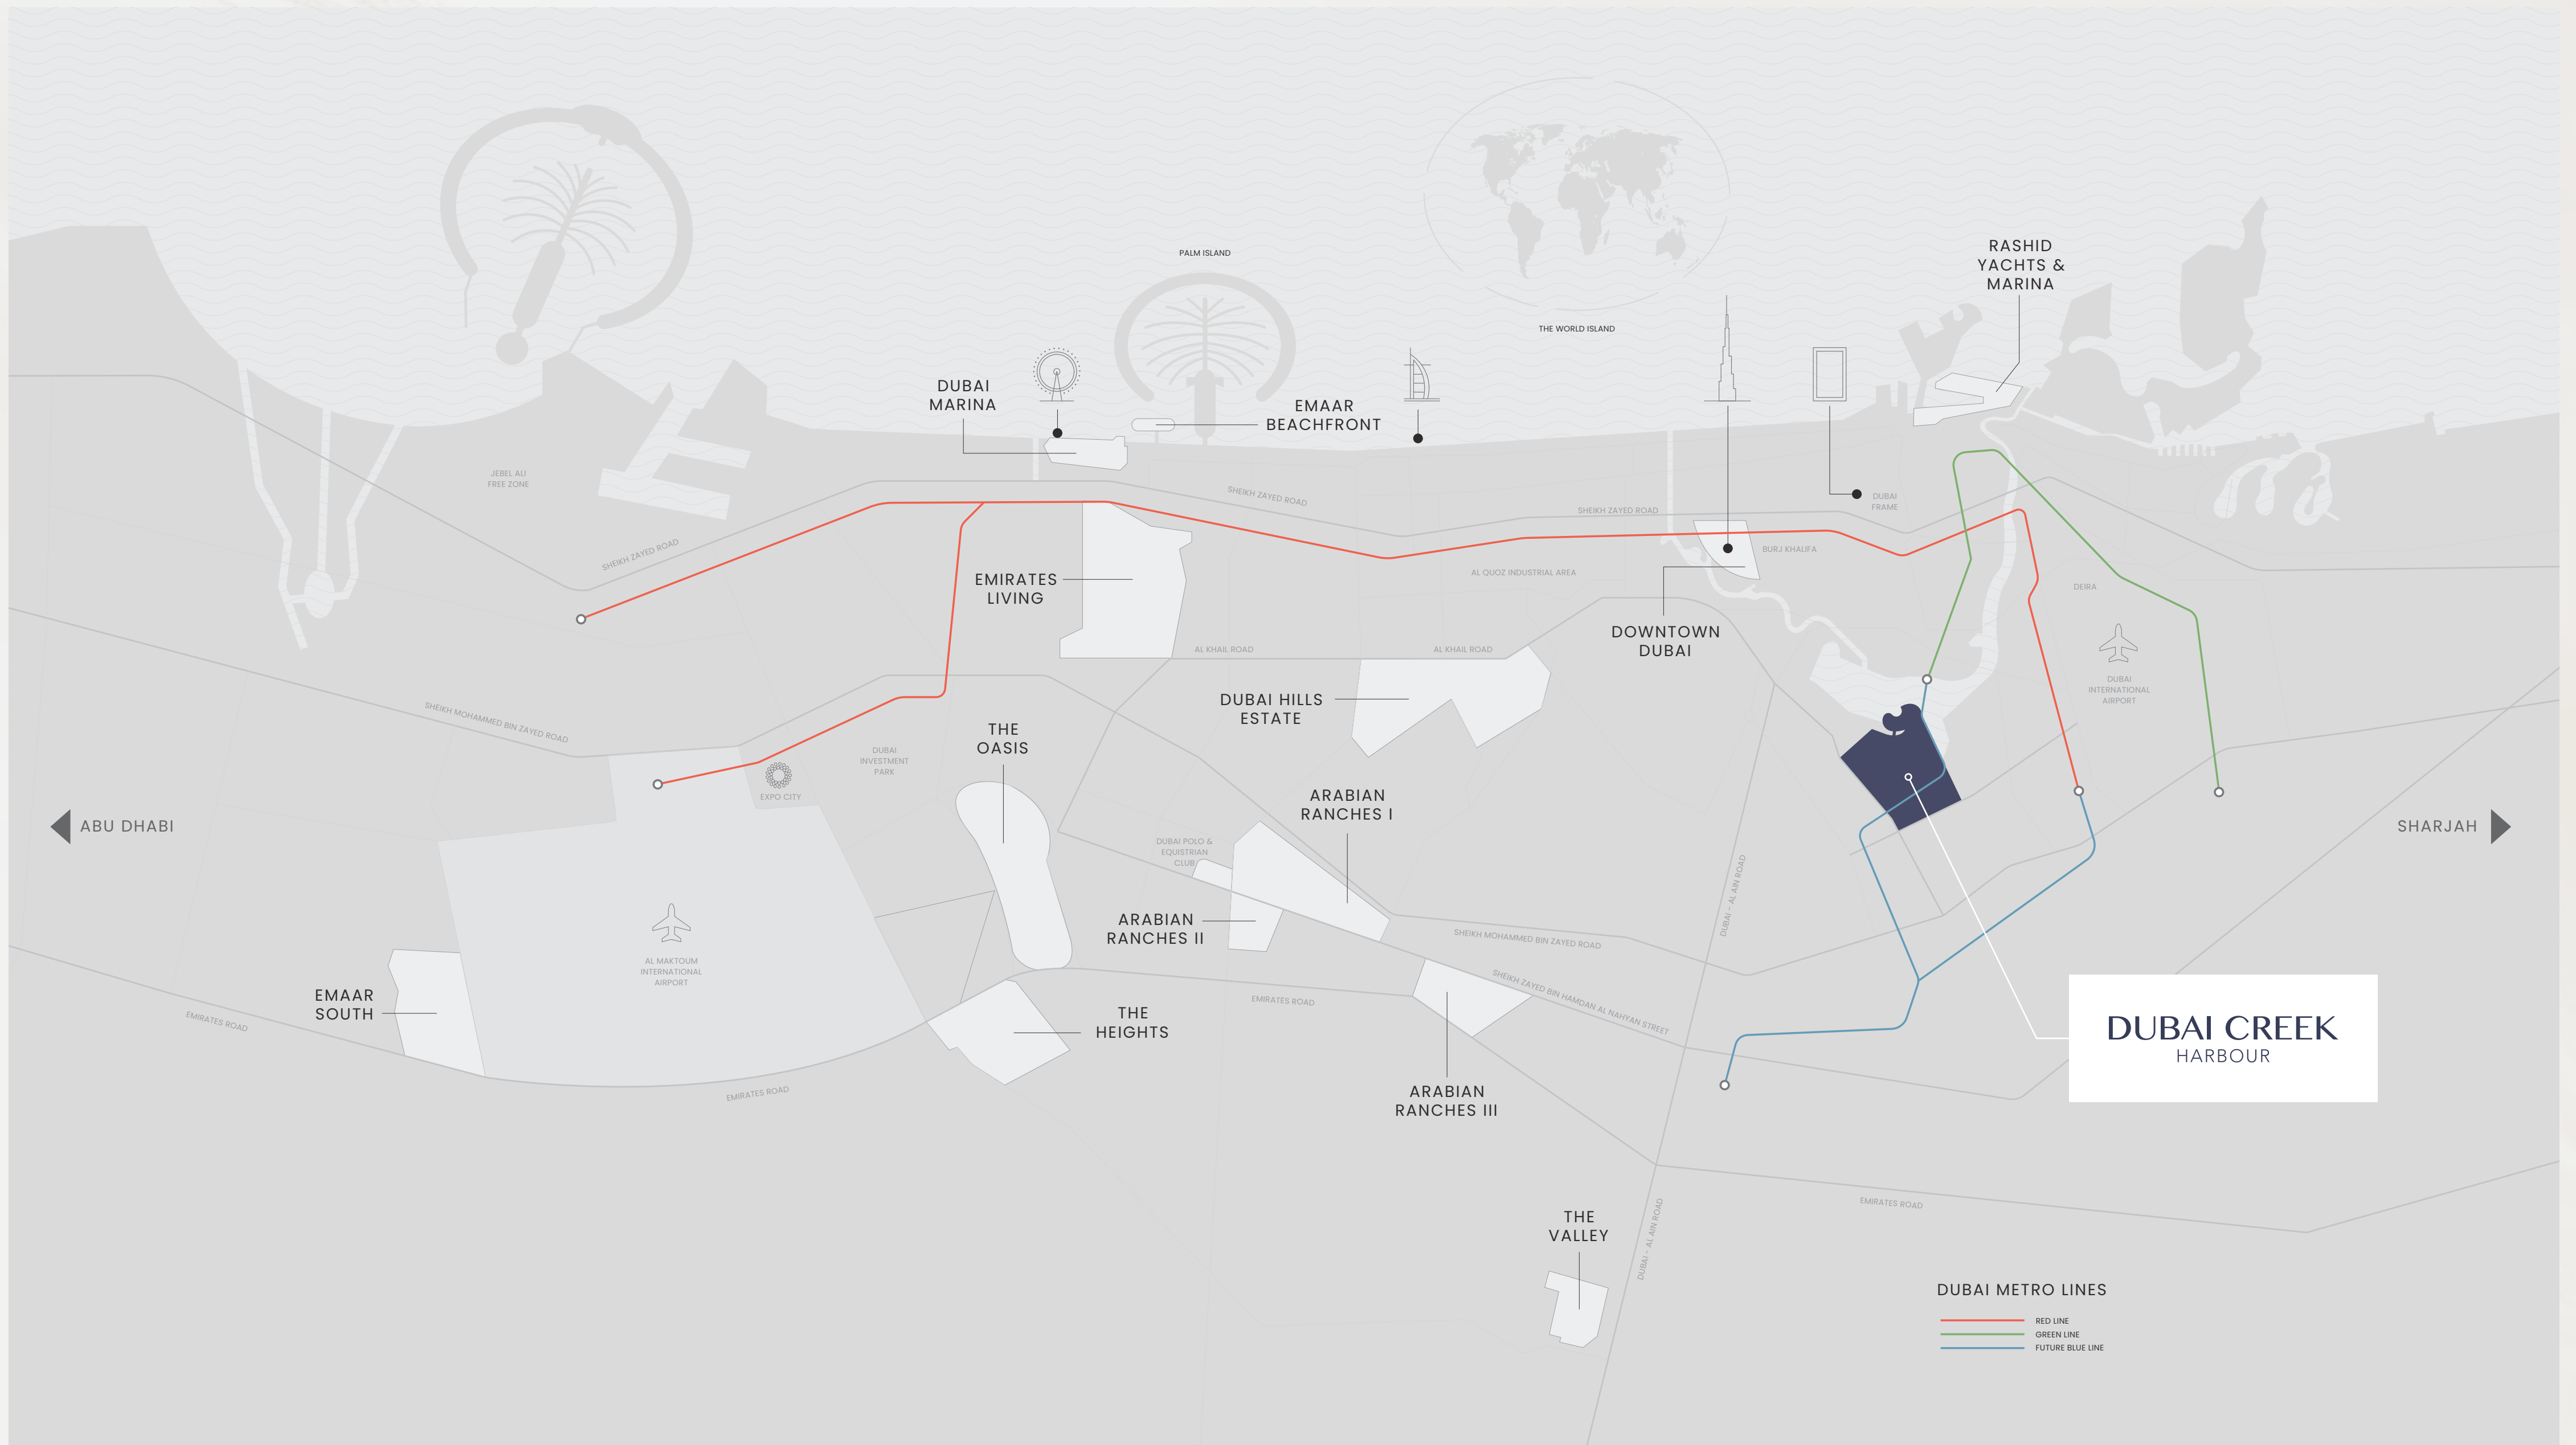 PALM ISLAND
THE WORLD ISLAND
RASHID
YACHTS &
MARINA
DUBAI
MARINA
EMAAR
BEACHFRONT
JEBEL ALI
FREE ZONE
SHEIKH ZAYED ROAD
SHEIKH ZAYED ROAD
SHEIKH ZAYED ROAD
DUBAI
FRAME
BURJ KHALIFA
AL QUOZ INDUSTRIAL AREA
EMIRATES
LIVING
DEIRA
DOWNTOWN
DUBAI
AL KHAIL ROAD
AL KHAIL ROAD
DUBAI
INTERNATIONAL
AIRPORT
SHEIKH MOHAMMED BIN ZAYED ROAD
DUBAI HILLS
ESTATE
THE
OASIS
DUBAI
INVESTMENT
PARK
EXPO CITY
ARABIAN
RANCHES I
ABU DHABI
SHARJAH
DUBAI POLO &
EQUESTRIAN
CLUB
DUBAI - AL AIN ROAD
ARABIAN
RANCHES II
SHEIKH MOHAMMED BIN ZAYED ROAD
AL MAKTOUM
INTERNATIONAL
AIRPORT
SHEIKH ZAYED BIN HAMDAN AL NAHYAN STREET
EMAAR
SOUTH
EMIRATES ROAD
EMIRATES ROAD
THE
HEIGHTS
DUBAI CREEK
HARBOUR
EMIRATES ROAD
ARABIAN
RANCHES III
EMIRATES ROAD
THE
VALLEY
DUBAI - AL AIN ROAD
DUBAI METRO LINES
RED LINE
GREEN LINE
FUTURE BLUE LINE